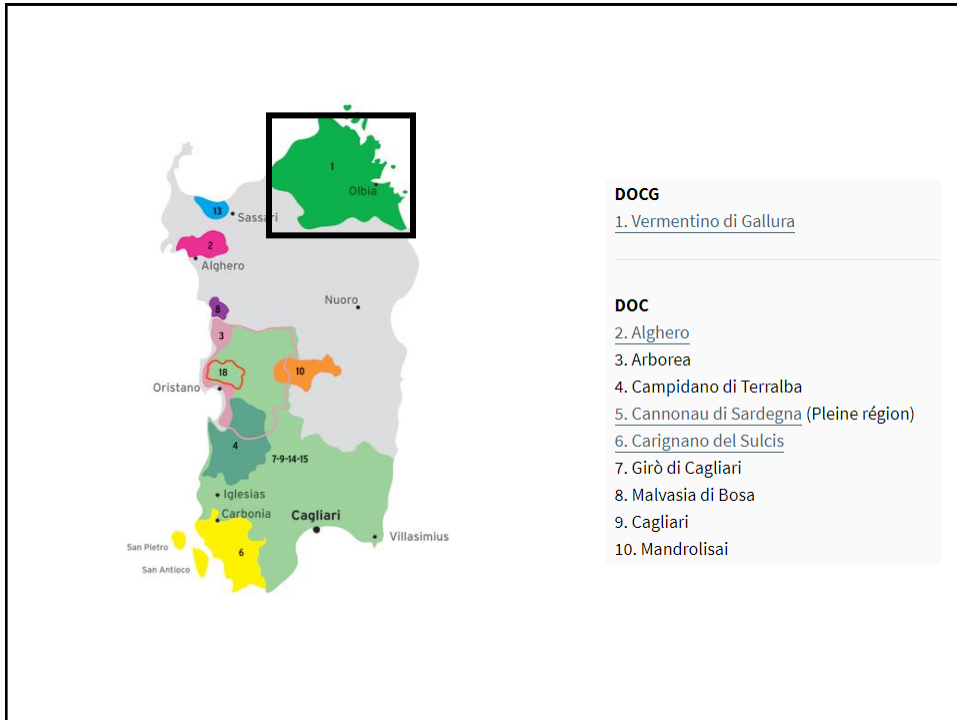 1
Olbia
13
Sassari
2
Alghero
Nuoro
8
3
18
10
Oristano
4
7-9-14-15
Iglesias
Carbonia
Cagliari
Villasimius
San Pietro
6
San Antioco
DOCG
1. Vermentino di Gallura
DOC
2. Alghero
3. Arborea
4. Campidano di Terralba
5. Cannonau di Sardegna (Pleine région)
6. Carignano del Sulcis
7. Girò di Cagliari
8. Malvasia di Bosa
9. Cagliari
10. Mandrolisai